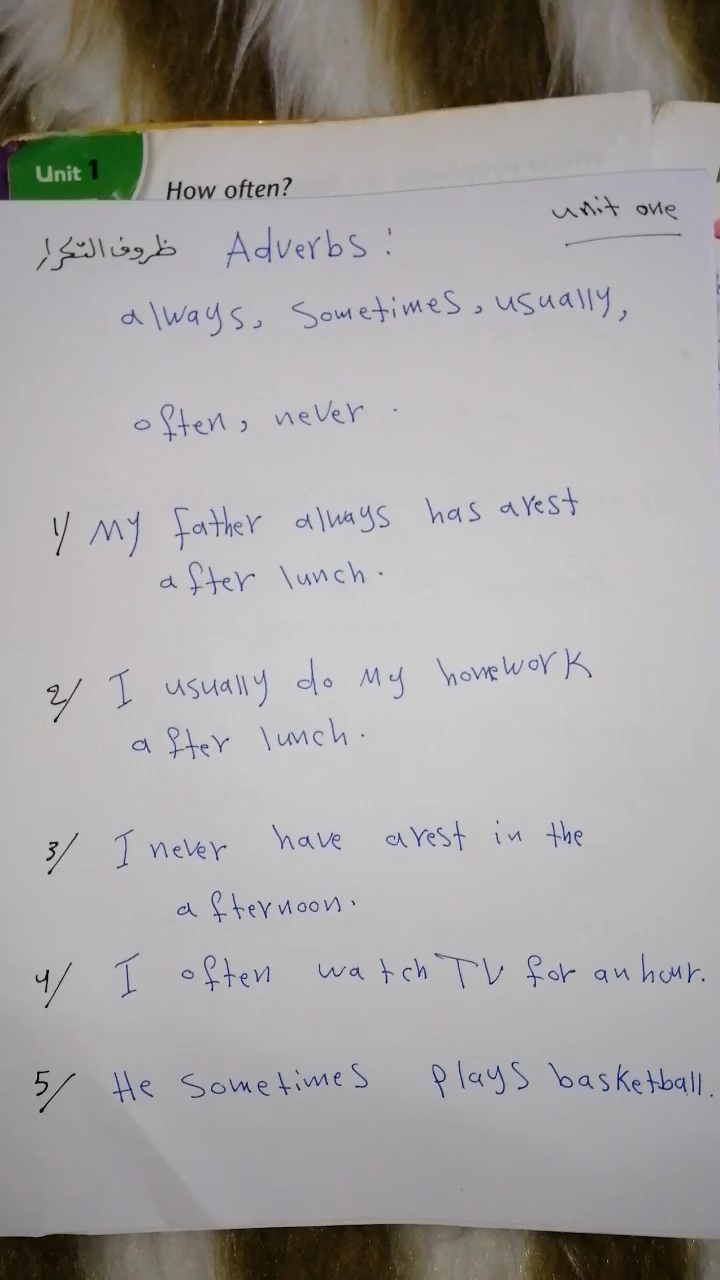 Unit 1
How often?
unit one
ظروف التكرار Adverbs:
always, Sometimes, usually,
often, never.
1/ My father always has arest
after lunch.
2/ I usually do my homework
after lunch.
3/ I never have arest in the
afternoon.
4/ I often watch TV for an hour.
5/ He sometimes plays basketball.